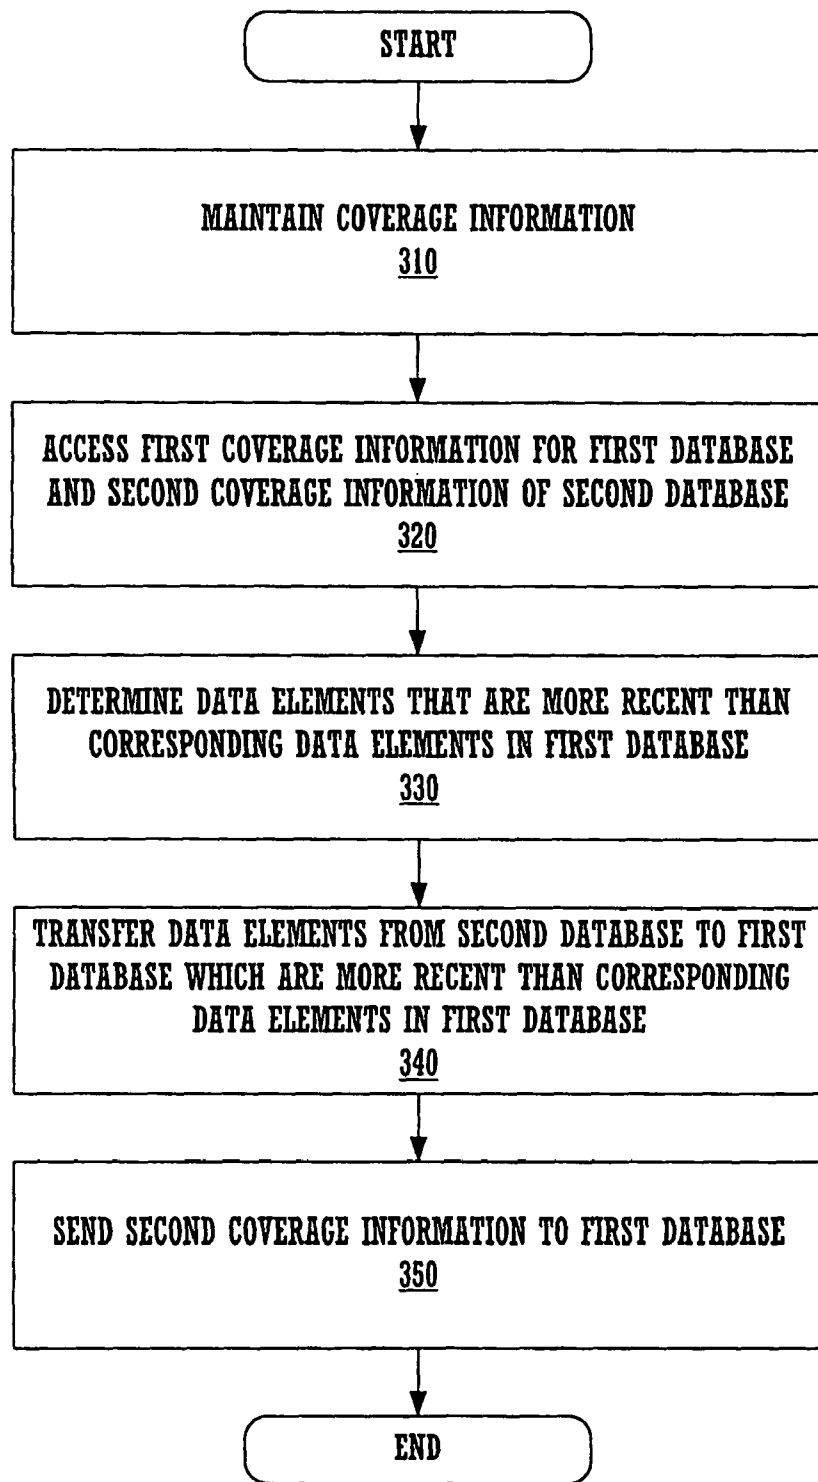 START
MAINTAIN COVERAGE INFORMATION
310
ACCESS FIRST COVERAGE INFORMATION FOR FIRST DATABASE
AND SECOND COVERAGE INFORMATION OF SECOND DATABASE
320
DETERMINE DATA ELEMENTS THAT ARE MORE RECENT THAN
CORRESPONDING DATA ELEMENTS IN FIRST DATABASE
330
TRANSFER DATA ELEMENTS FROM SECOND DATABASE TO FIRST
DATABASE WHICH ARE MORE RECENT THAN CORRESPONDING
DATA ELEMENTS IN FIRST DATABASE
340
SEND SECOND COVERAGE INFORMATION TO FIRST DATABASE
350
END